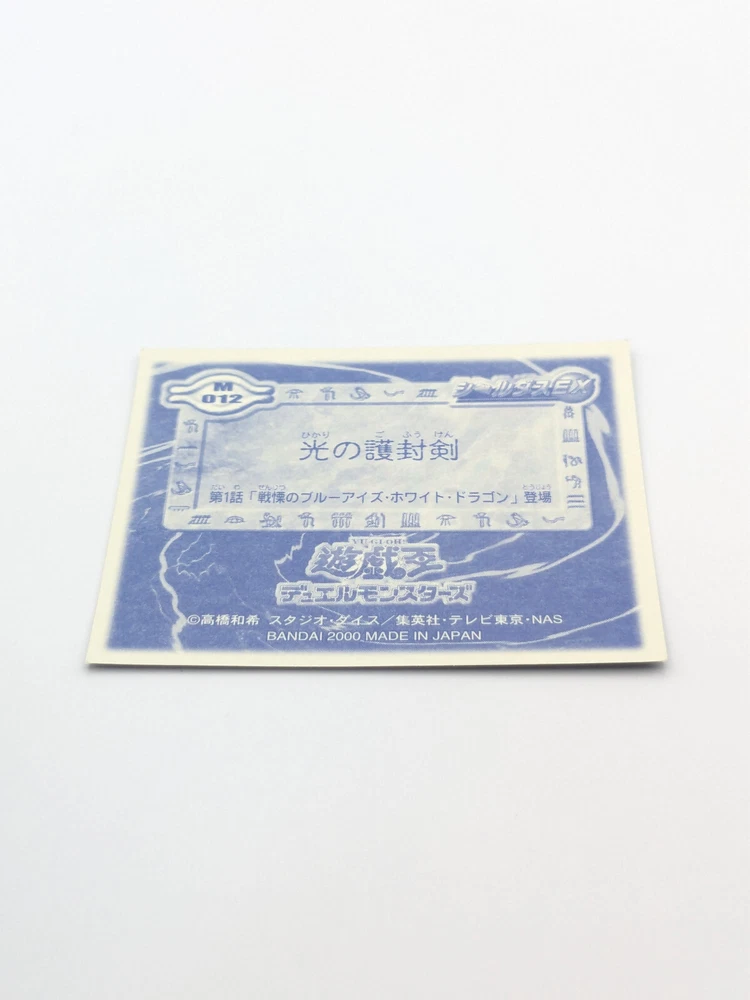 M
012
シールダスEX
ひかり ご ふう けん
光の護封剣
だい わ せんりつ とうじょう
第1話「戦慄のブルーアイズ・ホワイト・ドラゴン」登場
YU-GI-OH!
遊戯王
デュエルモンスターズ
©高橋和希 スタジオ・ダイス／集英社・テレビ東京・NAS
BANDAI 2000 MADE IN JAPAN